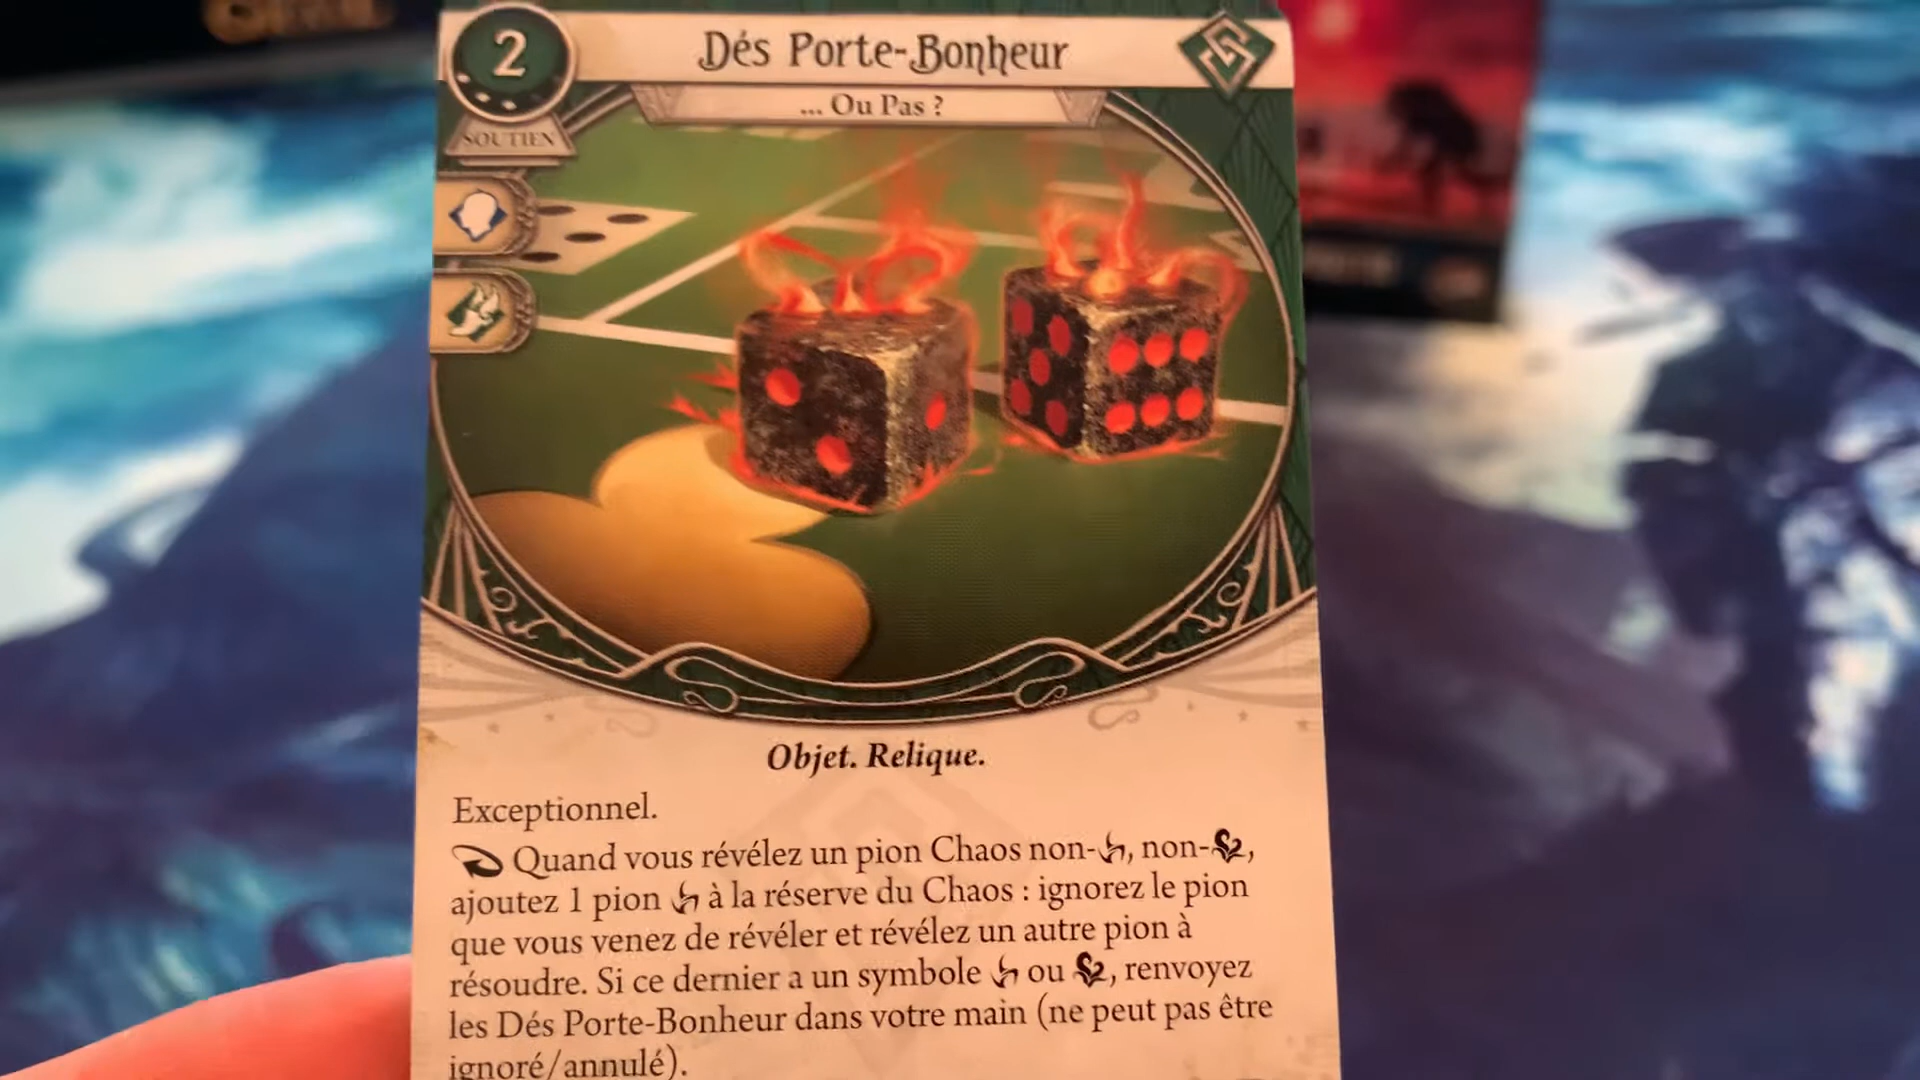 2
Dés Porte-Bonheur
... Ou Pas ?
SOUTIEN
Objet. Relique.
Exceptionnel.
Quand vous révélez un pion Chaos non-, non-,
ajoutez 1 pion à la réserve du Chaos : ignorez le pion
que vous venez de révéler et révélez un autre pion à
résoudre. Si ce dernier a un symbole ou , renvoyez
les Dés Porte-Bonheur dans votre main (ne peut pas être
ignoré/annulé).